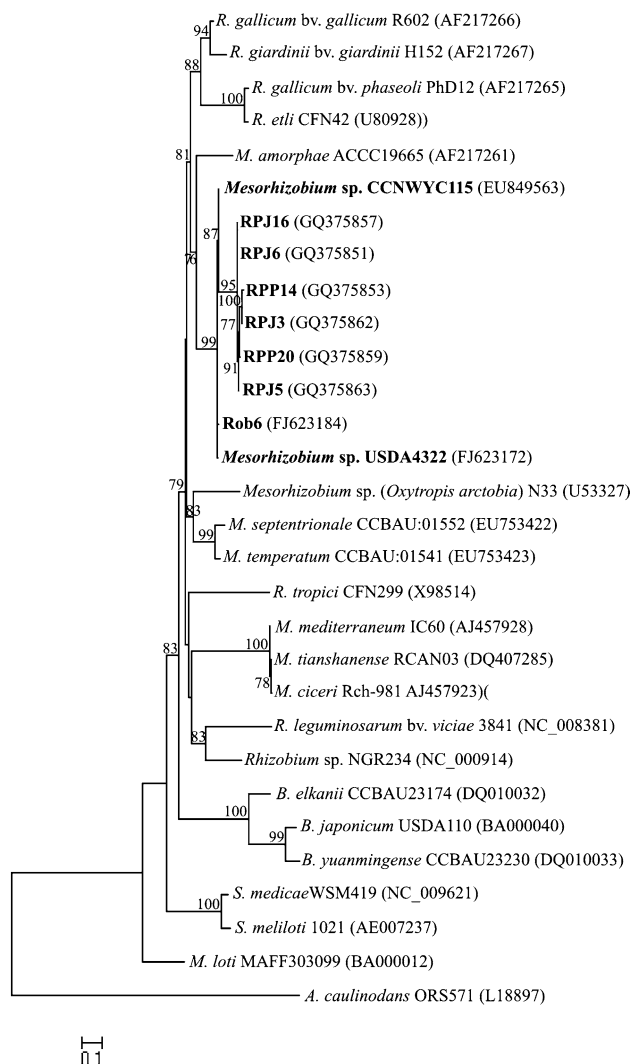 94
R. gallicum bv. gallicum R602 (AF217266)
R. giardinii bv. giardinii H152 (AF217267)
88
R. gallicum bv. phaseoli PhD12 (AF217265)
100
R. etli CFN42 (U80928))
81
M. amorphae ACCC19665 (AF217261)
Mesorhizobium sp. CCNWYC115 (EU849563)
RPJ16 (GQ375857)
87
RPJ6 (GQ375851)
76
95
RPP14 (GQ375853)
100
RPJ3 (GQ375862)
77
99
RPP20 (GQ375859)
91
RPJ5 (GQ375863)
Rob6 (FJ623184)
Mesorhizobium sp. USDA4322 (FJ623172)
79
Mesorhizobium sp. (Oxytropis arctobia) N33 (U53327)
83
M. septentrionale CCBAU:01552 (EU753422)
99
M. temperatum CCBAU:01541 (EU753423)
R. tropici CFN299 (X98514)
M. mediterraneum IC60 (AJ457928)
100
83
M. tianshanense RCAN03 (DQ407285)
78
M. ciceri Rch-981 AJ457923)(
R. leguminosarum bv. viciae 3841 (NC_008381)
83
Rhizobium sp. NGR234 (NC_000914)
B. elkanii CCBAU23174 (DQ010032)
100
B. japonicum USDA110 (BA000040)
99
B. yuanmingense CCBAU23230 (DQ010033)
S. medicaeWSM419 (NC_009621)
100
S. meliloti 1021 (AE007237)
M. loti MAFF303099 (BA000012)
A. caulinodans ORS571 (L18897)
0.1